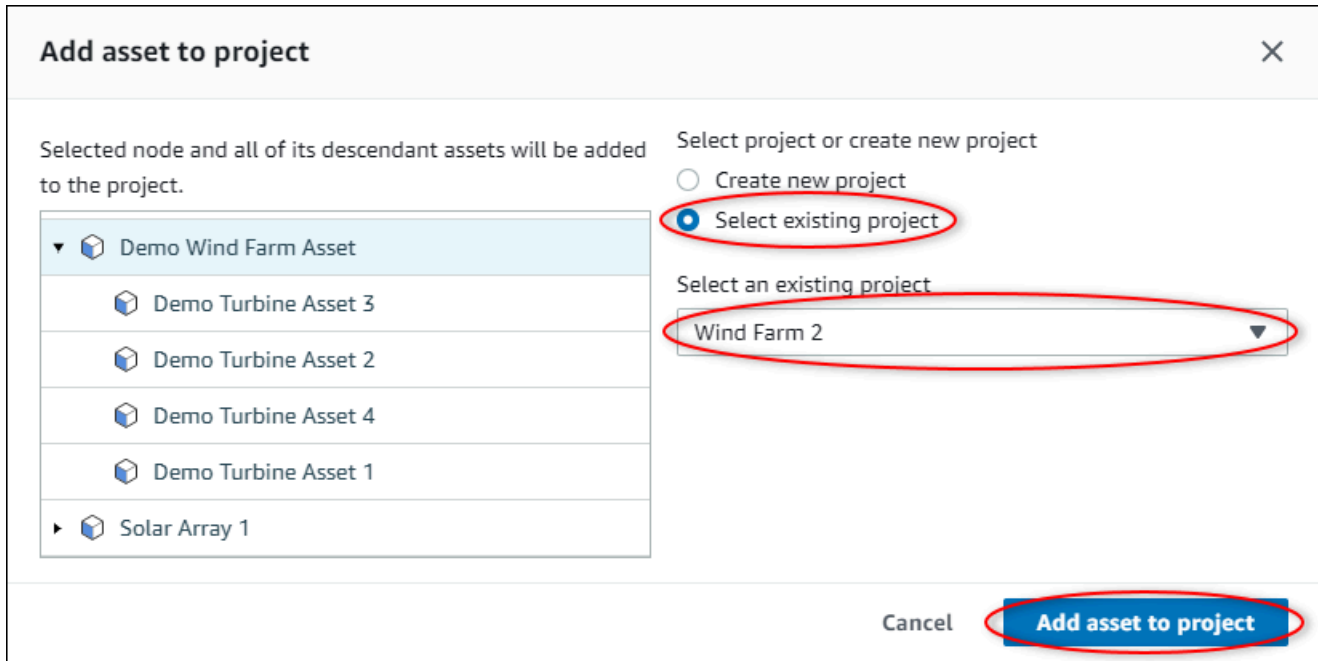 Add asset to project
Selected node and all of its descendant assets will be added
to the project.
Demo Wind Farm Asset
Demo Turbine Asset 3
Demo Turbine Asset 2
Demo Turbine Asset 4
Demo Turbine Asset 1
Solar Array 1
Select project or create new project
Create new project
Select existing project
Select an existing project
Wind Farm 2
Cancel
Add asset to project